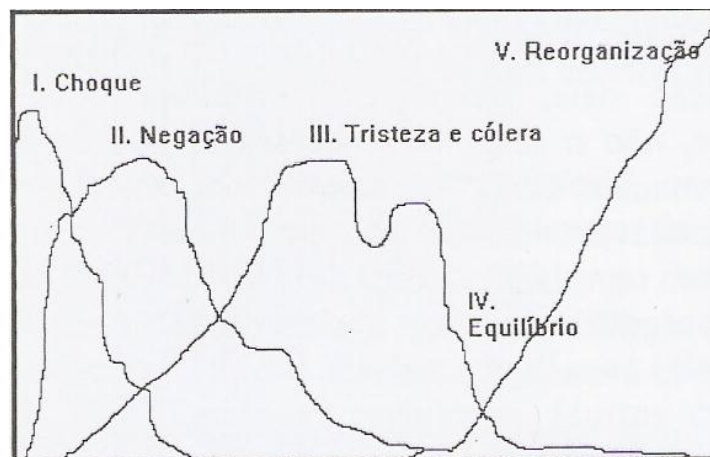 V. Reorganização
I. Choque
II. Negação
III. Tristeza e cólera
IV.
Equilíbrio